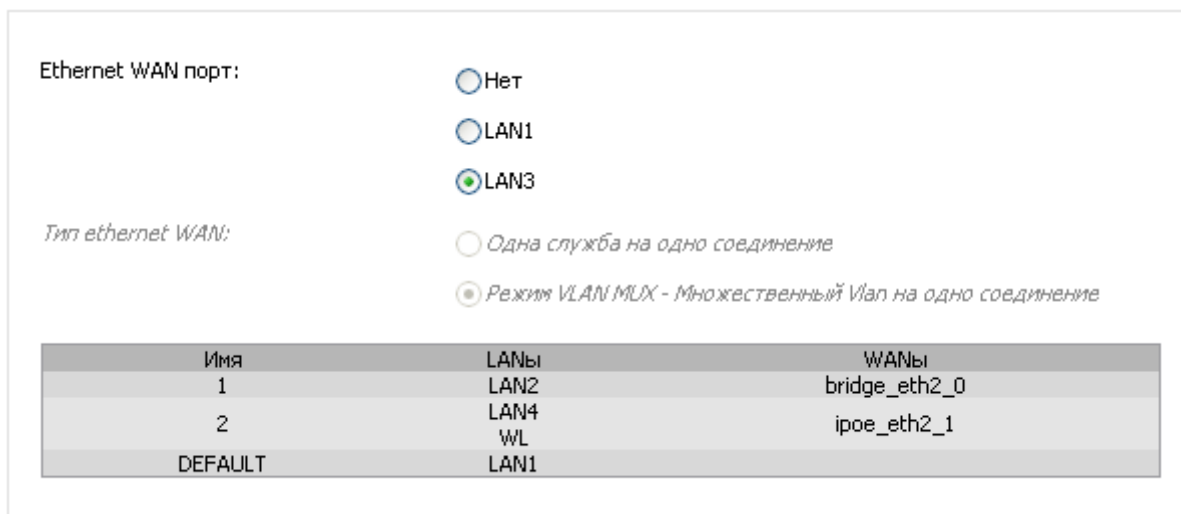 Ethernet WAN порт:
Нет
LAN1
LAN3
Тип ethernet WAN:
Одна служба на одно соединение
Режим VLAN MUX - Множественный Vlan на одно соединение
Имя LANы WANы
1 LAN2 bridge_eth2_0
2 LAN4 WL ipoe_eth2_1
DEFAULT LAN1